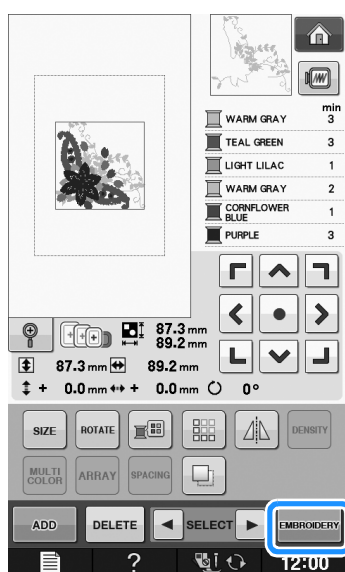 min
WARM GRAY 3
TEAL GREEN 3
LIGHT LILAC 1
WARM GRAY 2
CORNFLOWER
BLUE 1
PURPLE 3
87.3 mm
89.2 mm
87.3 mm 89.2 mm
+ 0.0 mm + 0.0 mm 0°
SIZE ROTATE DENSITY
MULTI
COLOR ARRAY SPACING
ADD DELETE SELECT EMBROIDERY
? 12:00